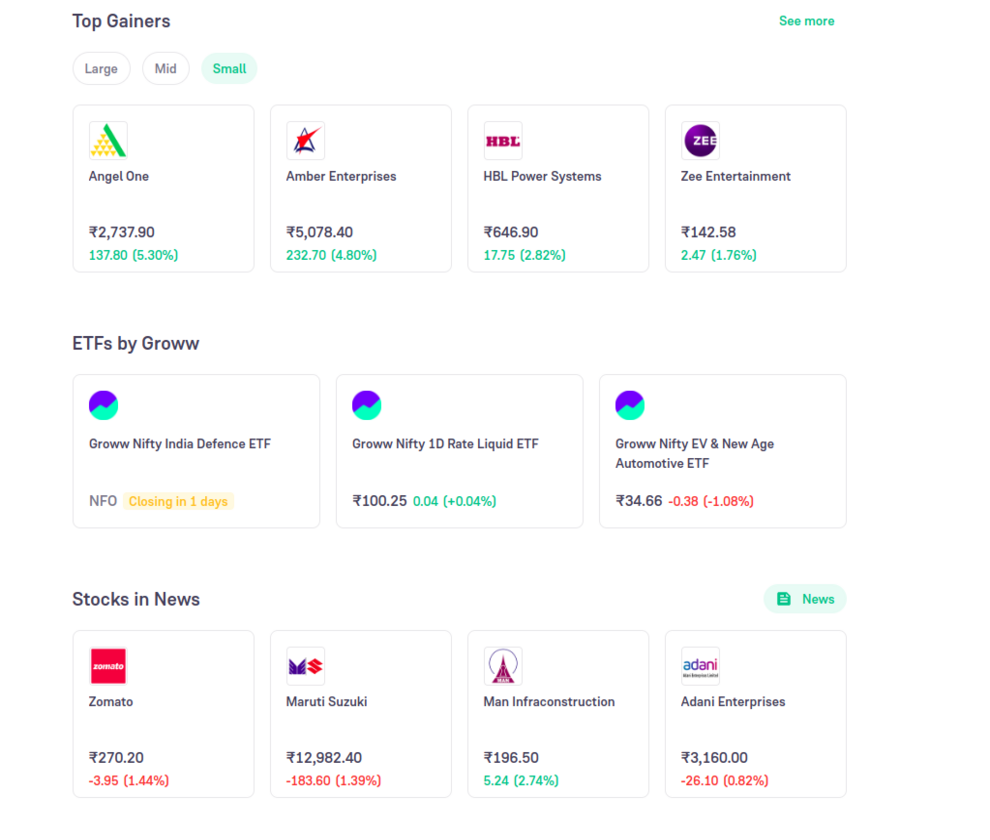 Top Gainers
See more
Large
Mid
Small
HBL
ZEE
Angel One
Amber Enterprises
HBL Power Systems
Zee Entertainment
₹2,737.90
₹5,078.40
₹646.90
₹142.58
137.80 (5.30%)
232.70 (4.80%)
17.75 (2.82%)
2.47 (1.76%)
ETFs by Groww
Groww Nifty India Defence ETF
Groww Nifty 1D Rate Liquid ETF
Groww Nifty EV & New Age
Automotive ETF
NFO Closing in 1 days
₹100.25 0.04 (+0.04%)
₹34.66 -0.38 (-1.08%)
Stocks in News
News
zomato
MAN
adani
Zomato
Maruti Suzuki
Man Infraconstruction
Adani Enterprises
₹270.20
₹12,982.40
₹196.50
₹3,160.00
-3.95 (1.44%)
-183.60 (1.39%)
5.24 (2.74%)
-26.10 (0.82%)